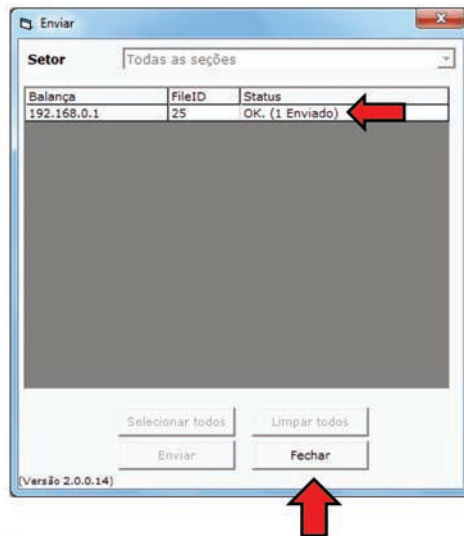 Enviar
Setor Todas as seções
Balança FileID Status
192.168.0.1 25 OK. (1 Enviado)
Selecionar todos Limpar todos
Enviar Fechar
(Versão 2.0.0.14)